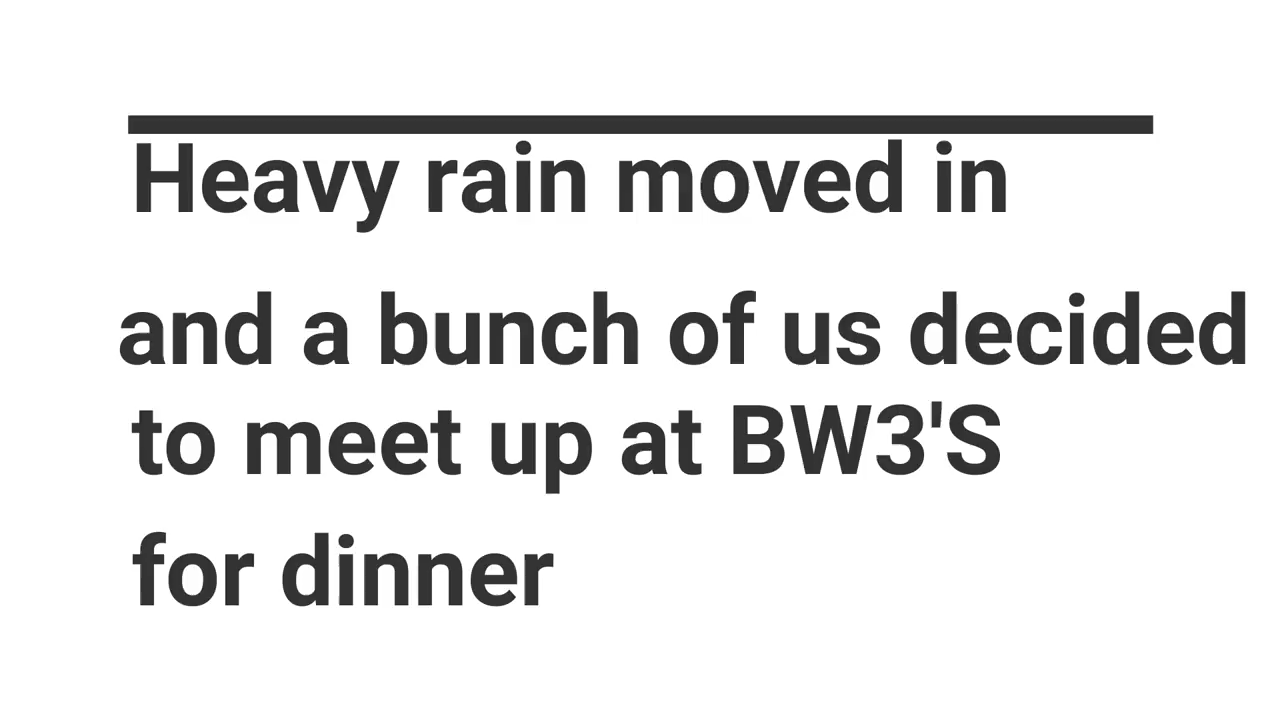 Heavy rain moved in
and a bunch of us decided
to meet up at BW3'S
for dinner